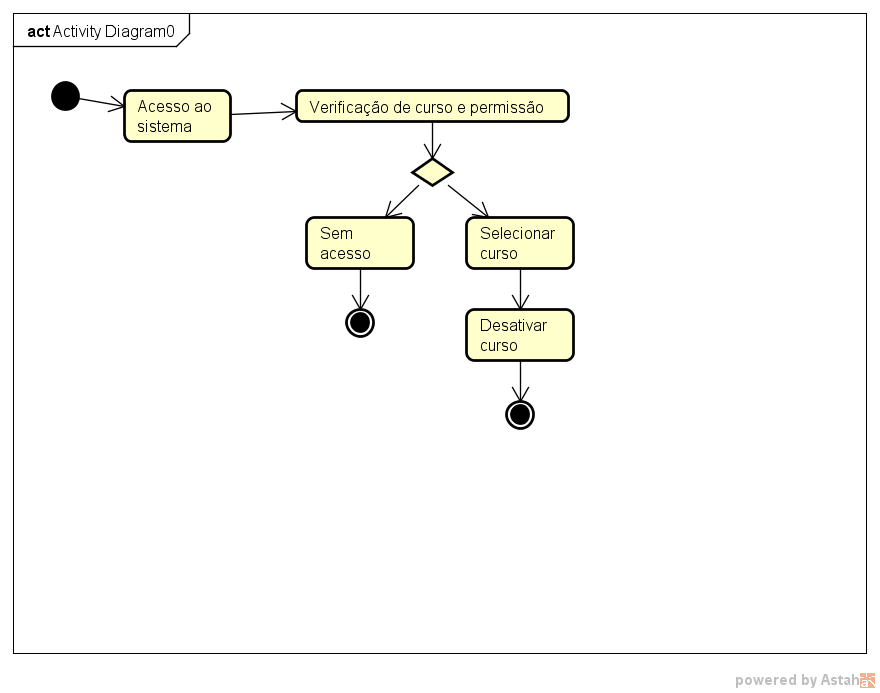 act Activity Diagram0
Acesso ao
sistema
Verificação de curso e permissão
Sem
acesso
Selecionar
curso
Desativar
curso
powered by Astah